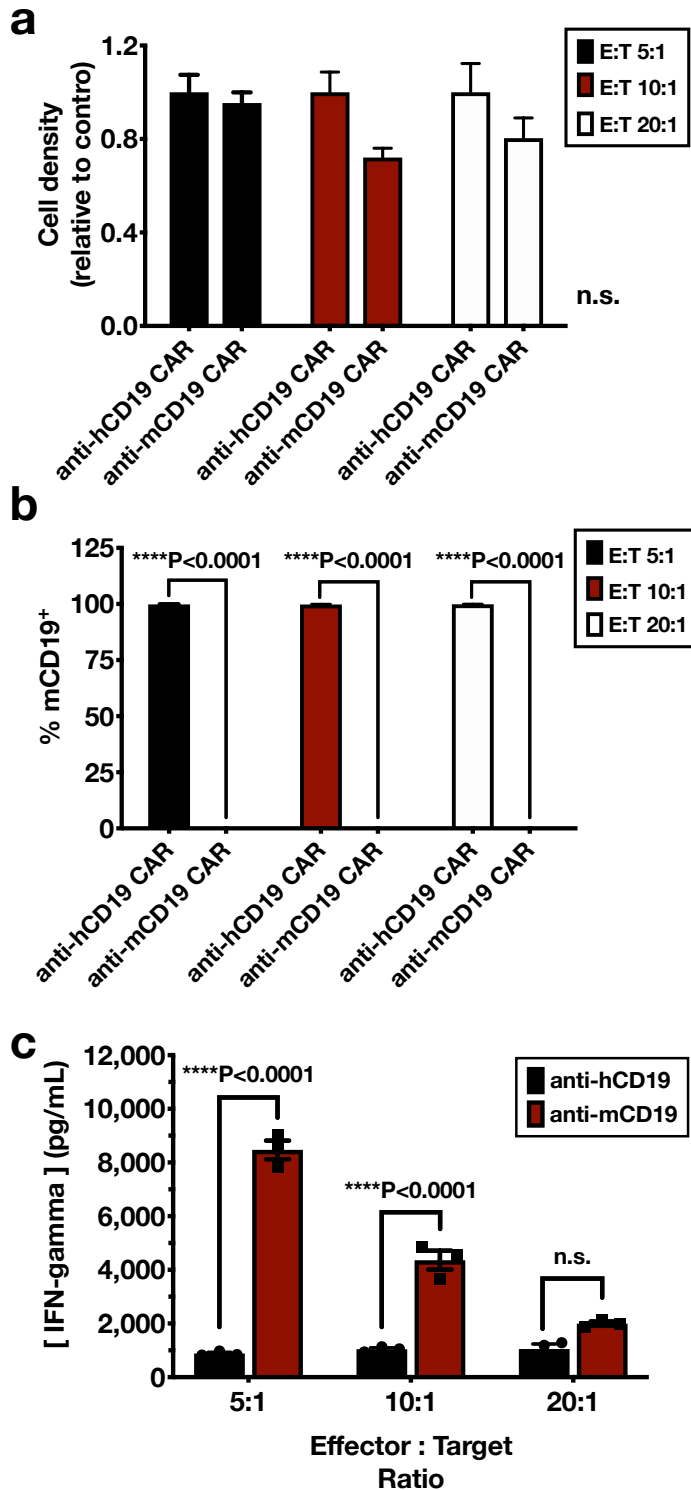 a
Cell density
(relative to contro)
1.2
0.8
0.4
0.0
E:T 5:1
E:T 10:1
E:T 20:1
n.s.
anti-hCD19 CAR
anti-mCD19 CAR
anti-hCD19 CAR
anti-mCD19 CAR
anti-hCD19 CAR
anti-mCD19 CAR
b
% mCD19+
125
100
75
50
25
0
****P<0.0001
****P<0.0001
****P<0.0001
E:T 5:1
E:T 10:1
E:T 20:1
anti-hCD19 CAR
anti-mCD19 CAR
anti-hCD19 CAR
anti-mCD19 CAR
anti-hCD19 CAR
anti-mCD19 CAR
c
[ IFN-gamma ] (pg/mL)
12,000
10,000
8,000
6,000
4,000
2,000
0
****P<0.0001
****P<0.0001
n.s.
anti-hCD19
anti-mCD19
5:1
10:1
20:1
Effector : Target
Ratio